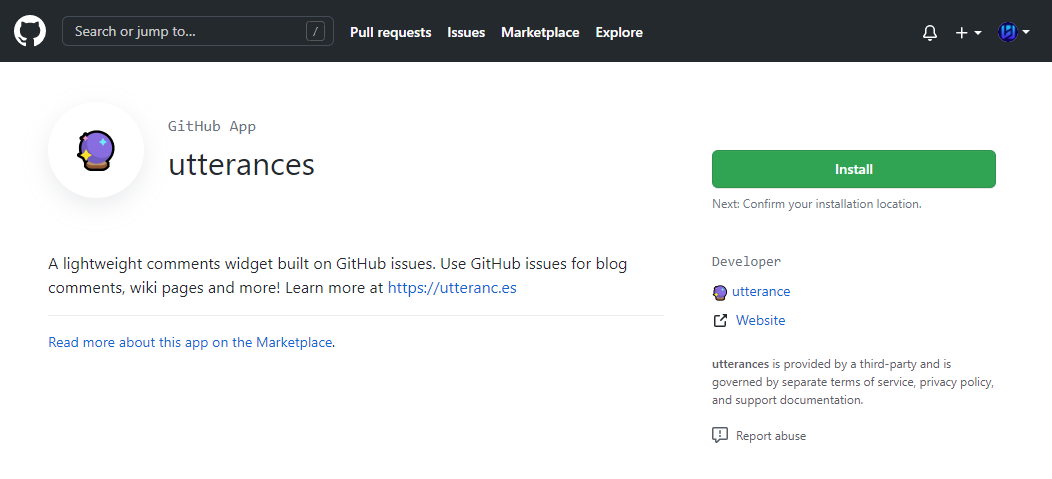 Search or jump to... /
Pull requests Issues Marketplace Explore
GitHub App
utterances
Install
Next: Confirm your installation location.
A lightweight comments widget built on GitHub issues. Use GitHub issues for blog
comments, wiki pages and more! Learn more at https://utteranc.es
Read more about this app on the Marketplace.
Developer
utterance
Website
utterances is provided by a third-party and is
governed by separate terms of service, privacy policy,
and support documentation.
Report abuse